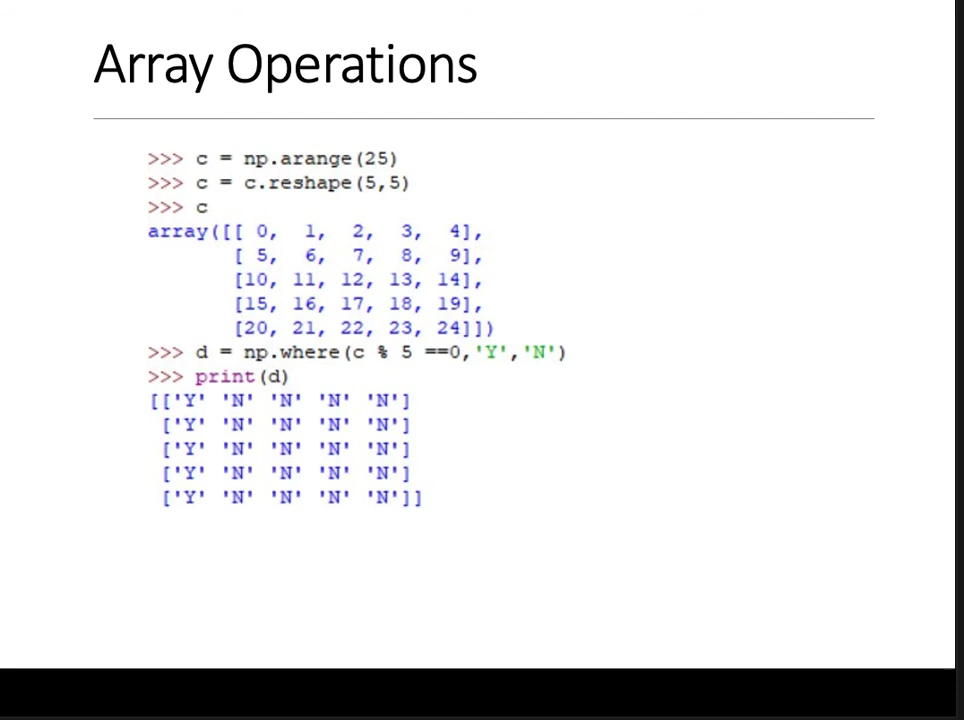 Array Operations
>>> c = np.arange(25)
>>> c = c.reshape(5,5)
>>> c
array([[ 0,  1,  2,  3,  4],
       [ 5,  6,  7,  8,  9],
       [10, 11, 12, 13, 14],
       [15, 16, 17, 18, 19],
       [20, 21, 22, 23, 24]])
>>> d = np.where(c % 5 ==0,'Y','N')
>>> print(d)
[['Y' 'N' 'N' 'N' 'N']
 ['Y' 'N' 'N' 'N' 'N']
 ['Y' 'N' 'N' 'N' 'N']
 ['Y' 'N' 'N' 'N' 'N']
 ['Y' 'N' 'N' 'N' 'N']]